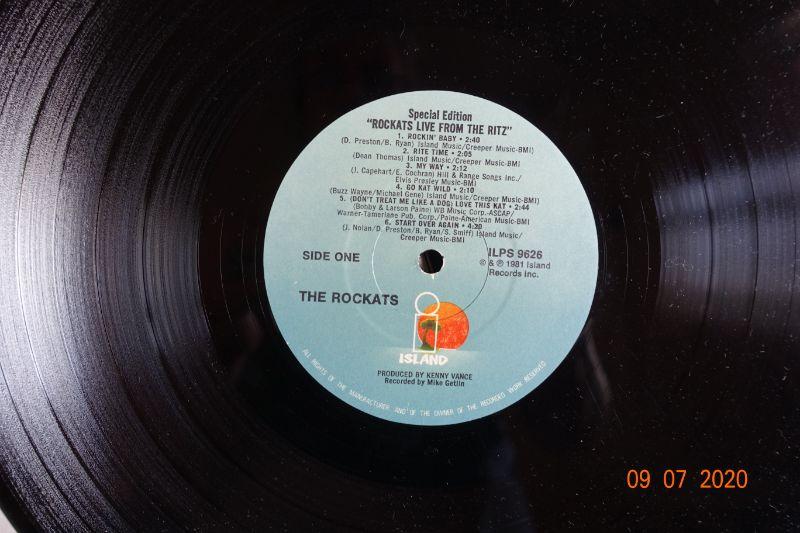 Special Edition
"ROCKATS LIVE FROM THE RITZ"
1. ROCKIN' BABY • 2:40
(D. Preston/B. Ryan) Island Music/Creeper Music-BMI)
2. RITE TIME • 2:05
(Dean Thomas) Island Music/Creeper Music-BMI
3. MY WAY • 2:12
(J. Capehart/E. Cochran) Hill & Range Songs Inc./
Elvis Presley Music-BMI
4. GO KAT WILD • 2:10
(Buzz Wayne/Michael Gene) Island Music/Creeper Music-BMI)
5. (DON'T TREAT ME LIKE A DOG) LOVE THIS KAT • 2:44
(Bobby & Larson Paine) WB Music Corp.-ASCAP/
Warner-Tamerlane Pub. Corp./Paine-American Music-BMI
6. START OVER AGAIN • 4:20
(J. Nolan/D. Preston/B. Ryan/S. Smiff) Island Music/
Creeper Music-BMI
SIDE ONE
ILPS 9626
© & ℗ 1981 Island
Records Inc.
THE ROCKATS
ISLAND
PRODUCED BY KENNY VANCE
Recorded by Mike Getlin
ALL RIGHTS OF THE MANUFACTURER AND OF THE OWNER OF THE RECORDED WORK RESERVED
09 07 2020